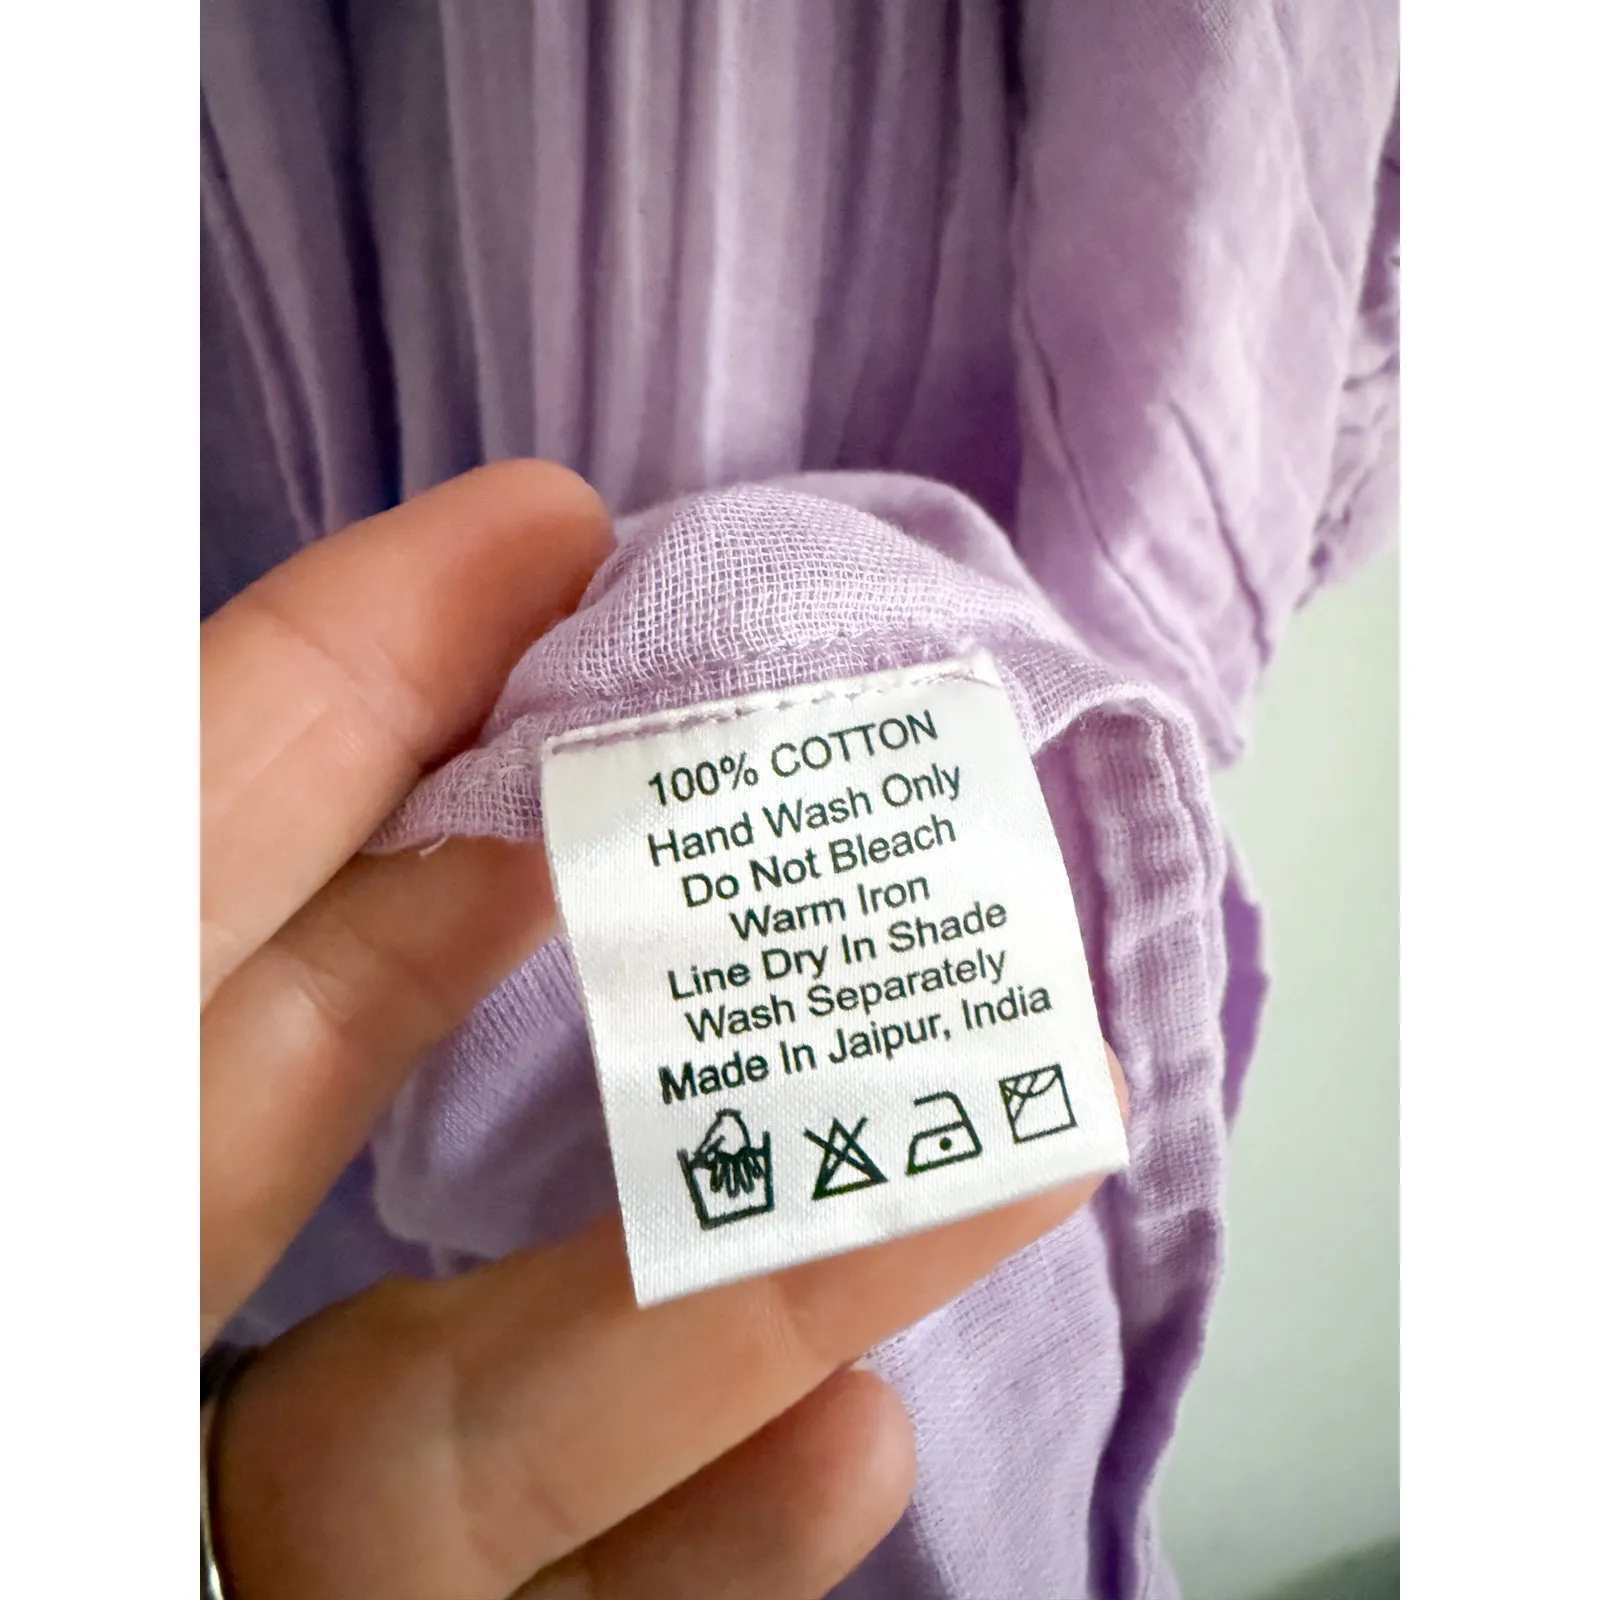 100% COTTON
Hand Wash Only
Do Not Bleach
Warm Iron
Line Dry In Shade
Wash Separately
Made In Jaipur, India